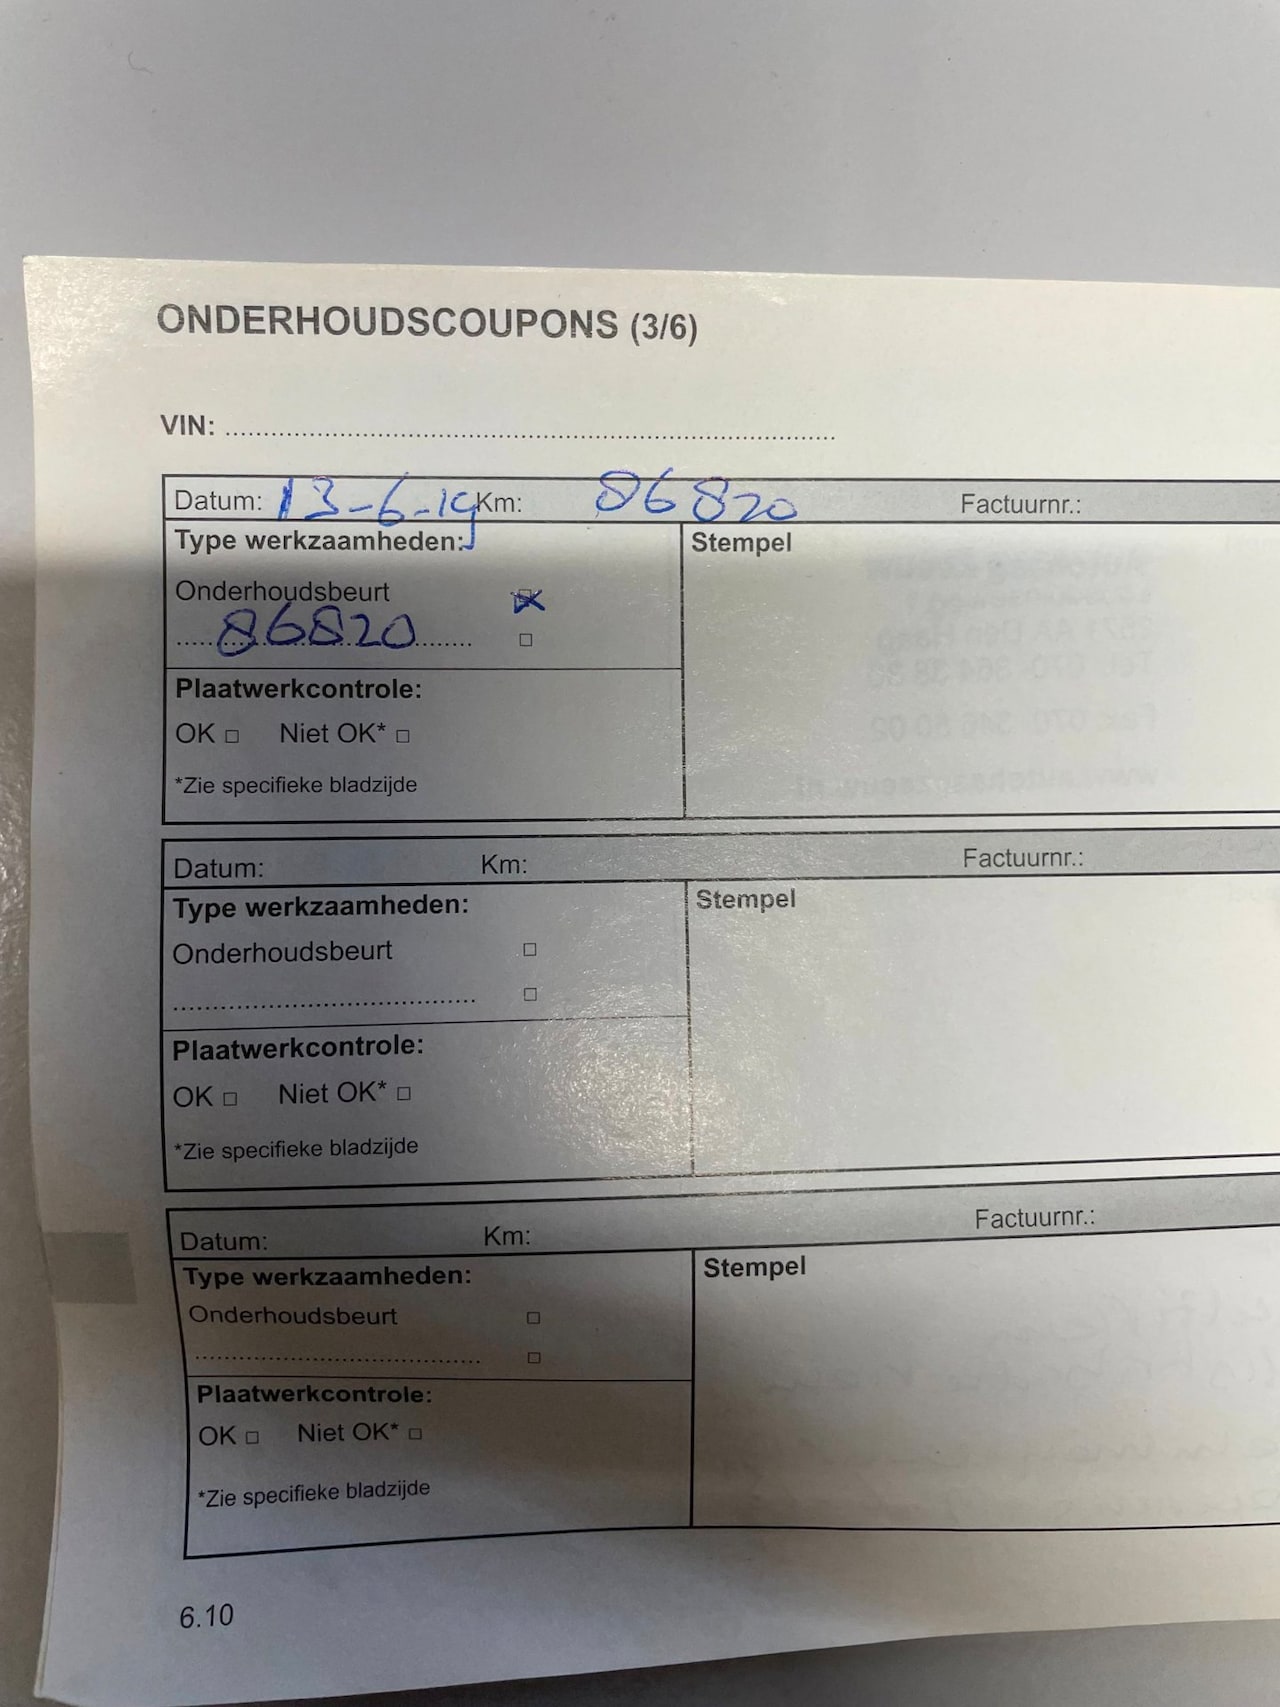 ONDERHOUDSCOUPONS (3/6)
VIN: ........................................................................
Datum: 13-6-19 Km: 86820 Factuurnr.:
Type werkzaamheden: Stempel
Onderhoudsbeurt
86820
Plaatwerkcontrole:
OK □ Niet OK* □
*Zie specifieke bladzijde
Datum: Km: Factuurnr.:
Type werkzaamheden: Stempel
Onderhoudsbeurt □
........................................ □
Plaatwerkcontrole:
OK □ Niet OK* □
*Zie specifieke bladzijde
Datum: Km: Factuurnr.:
Type werkzaamheden: Stempel
Onderhoudsbeurt □
........................................ □
Plaatwerkcontrole:
OK □ Niet OK* □
*Zie specifieke bladzijde
6.10